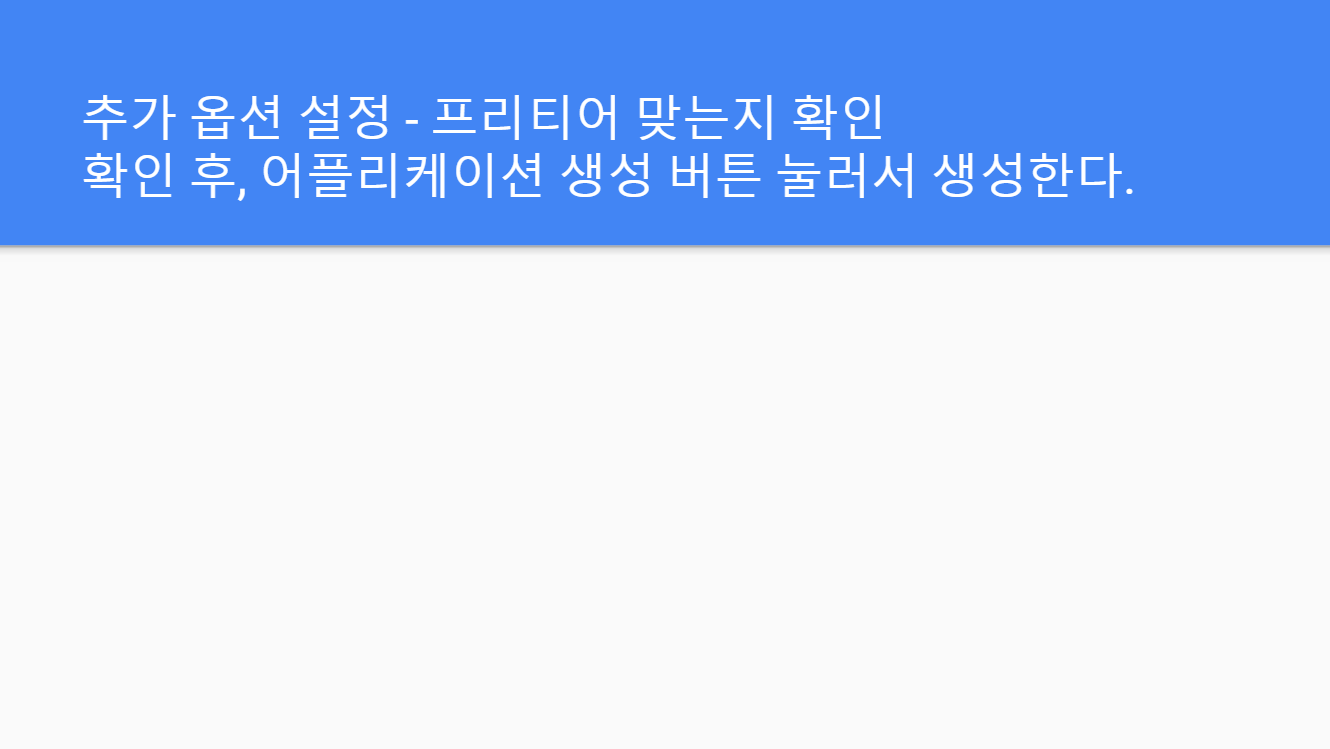 추가 옵션 설정 - 프리티어 맞는지 확인
확인 후, 어플리케이션 생성 버튼 눌러서 생성한다.